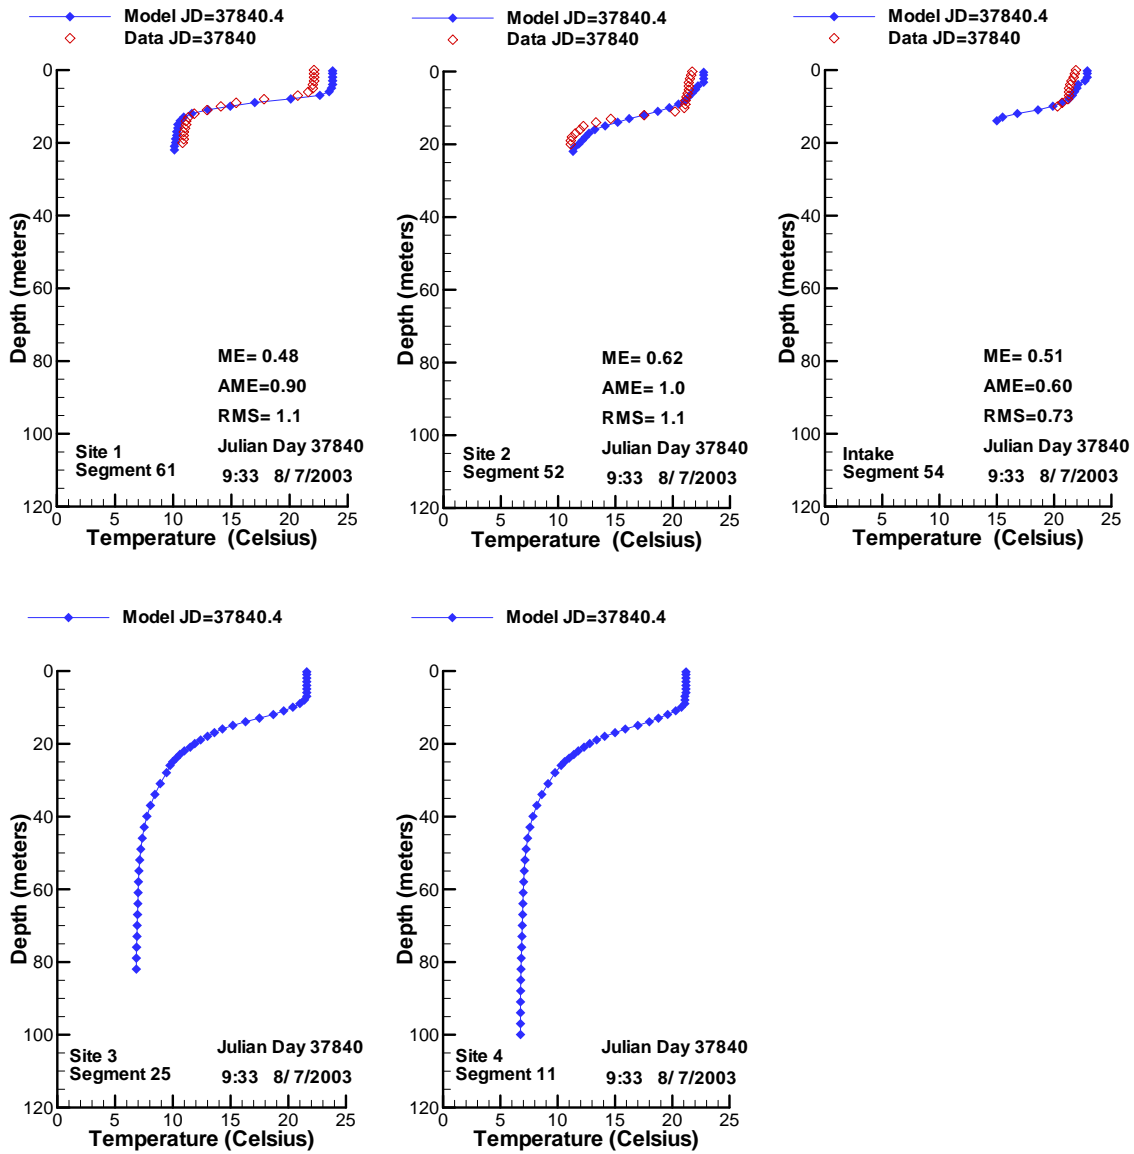 Model JD=37840.4
Data JD=37840
0
20
40
60
80
100
120
Depth (meters)
ME= 0.48
AME=0.90
RMS= 1.1
Site 1
Segment 61
Julian Day 37840
9:33 8/ 7/2003
0 5 10 15 20 25
Temperature (Celsius)
Model JD=37840.4
Data JD=37840
0
20
40
60
80
100
120
Depth (meters)
ME= 0.62
AME= 1.0
RMS= 1.1
Site 2
Segment 52
Julian Day 37840
9:33 8/ 7/2003
0 5 10 15 20 25
Temperature (Celsius)
Model JD=37840.4
Data JD=37840
0
20
40
60
80
100
120
Depth (meters)
ME= 0.51
AME=0.60
RMS=0.73
Intake
Segment 54
Julian Day 37840
9:33 8/ 7/2003
0 5 10 15 20 25
Temperature (Celsius)
Model JD=37840.4
0
20
40
60
80
100
120
Depth (meters)
Site 3
Segment 25
Julian Day 37840
9:33 8/ 7/2003
0 5 10 15 20 25
Temperature (Celsius)
Model JD=37840.4
0
20
40
60
80
100
120
Depth (meters)
Site 4
Segment 11
Julian Day 37840
9:33 8/ 7/2003
0 5 10 15 20 25
Temperature (Celsius)